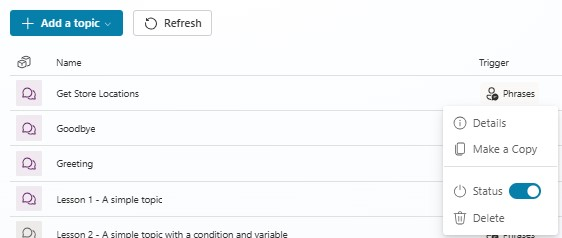 Add a topic
Refresh
Name
Trigger
Get Store Locations
Phrases
Goodbye
Details
Make a Copy
Greeting
Lesson 1 - A simple topic
Status
Delete
Lesson 2 - A simple topic with a condition and variable
Phrases